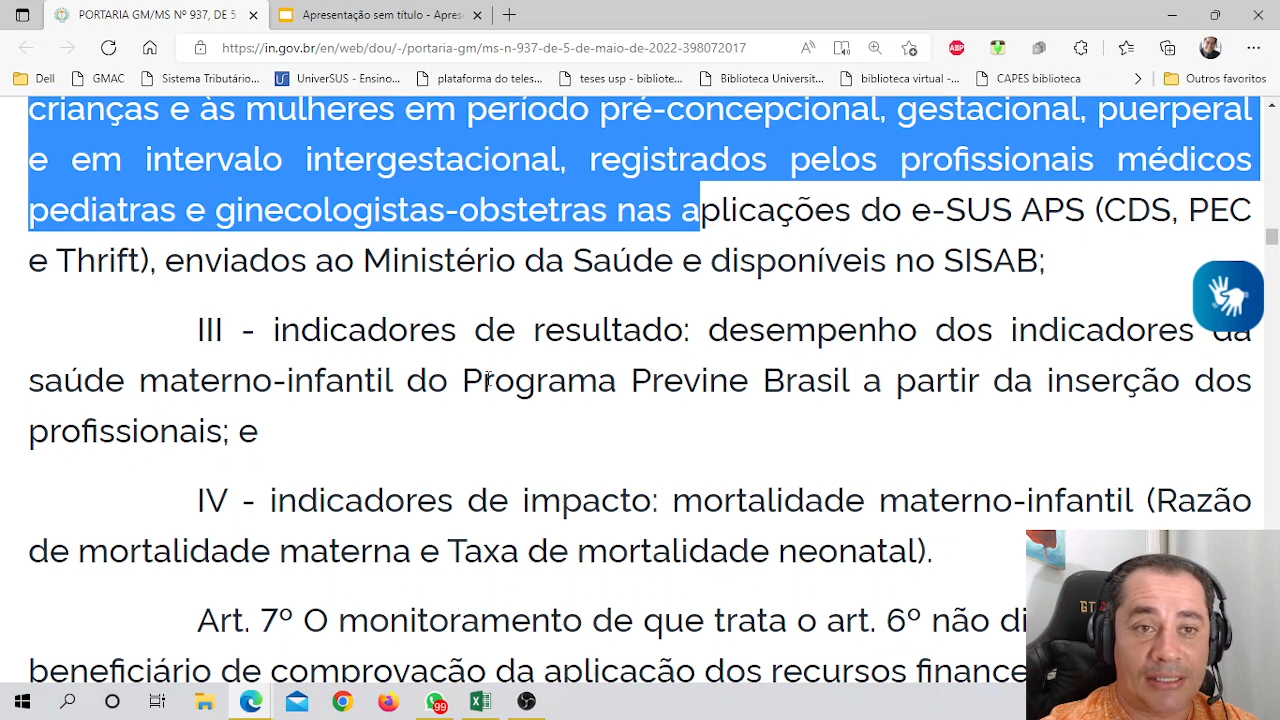 PORTARIA GM/MS Nº 937, DE 5
Apresentação sem título - Apres
https://in.gov.br/en/web/dou/-/portaria-gm/ms-n-937-de-5-de-maio-de-2022-398072017
Dell
GMAC
Sistema Tributário...
UniverSUS - Ensino...
plataforma do teles...
teses usp - bibliote...
Biblioteca Universit...
biblioteca virtual -...
CAPES biblioteca
Outros favoritos
crianças e às mulheres em período pré-concepcional, gestacional, puerperal
e em intervalo intergestacional, registrados pelos profissionais médicos
pediatras e ginecologistas-obstetras nas aplicações do e-SUS APS (CDS, PEC
e Thrift), enviados ao Ministério da Saúde e disponíveis no SISAB;
III - indicadores de resultado: desempenho dos indicadores da
saúde materno-infantil do Programa Previne Brasil a partir da inserção dos
profissionais; e
IV - indicadores de impacto: mortalidade materno-infantil (Razão
de mortalidade materna e Taxa de mortalidade neonatal).
Art. 7º O monitoramento de que trata o art. 6º não di
beneficiário de comprovação da aplicação dos recursos finance
ABP
99
GT